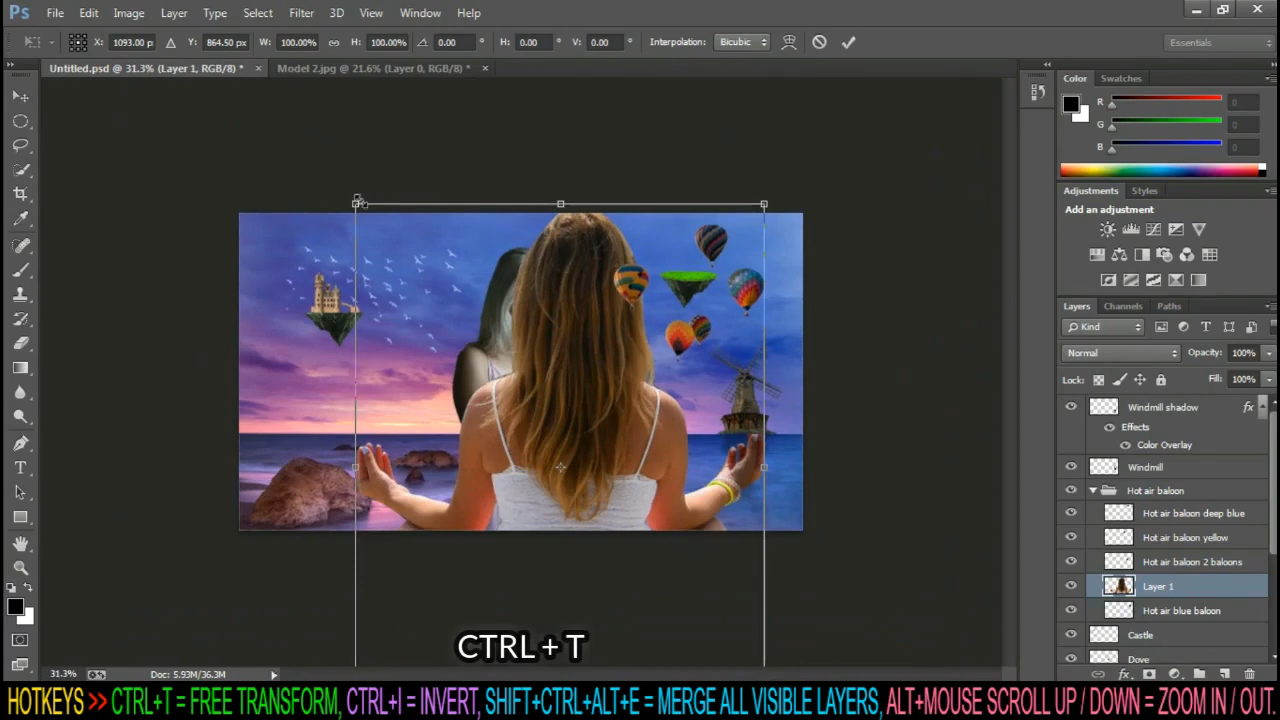 Ps File Edit Image Layer Type Select Filter 3D View Window Help
X: 1093.00 p Y: 864.50 px W: 100.00% H: 100.00% 0.00 ° H: 0.00 ° V: 0.00 ° Interpolation: Bicubic Essentials
Untitled.psd @ 31.3% (Layer 1, RGB/8) * × Model 2.jpg @ 21.6% (Layer 0, RGB/8) * ×
Color Swatches
R 0
G 0
B 0
Adjustments Styles
Add an adjustment
Layers Channels Paths
Kind
Normal Opacity: 100%
Lock: Fill: 100%
Windmill shadow fx
Effects
Color Overlay
Windmill
Hot air baloon
Hot air baloon deep blue
Hot air baloon yellow
Hot air baloon 2 baloons
Layer 1
Hot air blue baloon
Castle
Dove
CTRL + T
31.3% Doc: 5.93M/36.3M
HOTKEYS >> CTRL+T = FREE TRANSFORM, CTRL+I = INVERT, SHIFT+CTRL+ALT+E = MERGE ALL VISIBLE LAYERS, ALT+MOUSE SCROLL UP / DOWN = ZOOM IN / OUT.